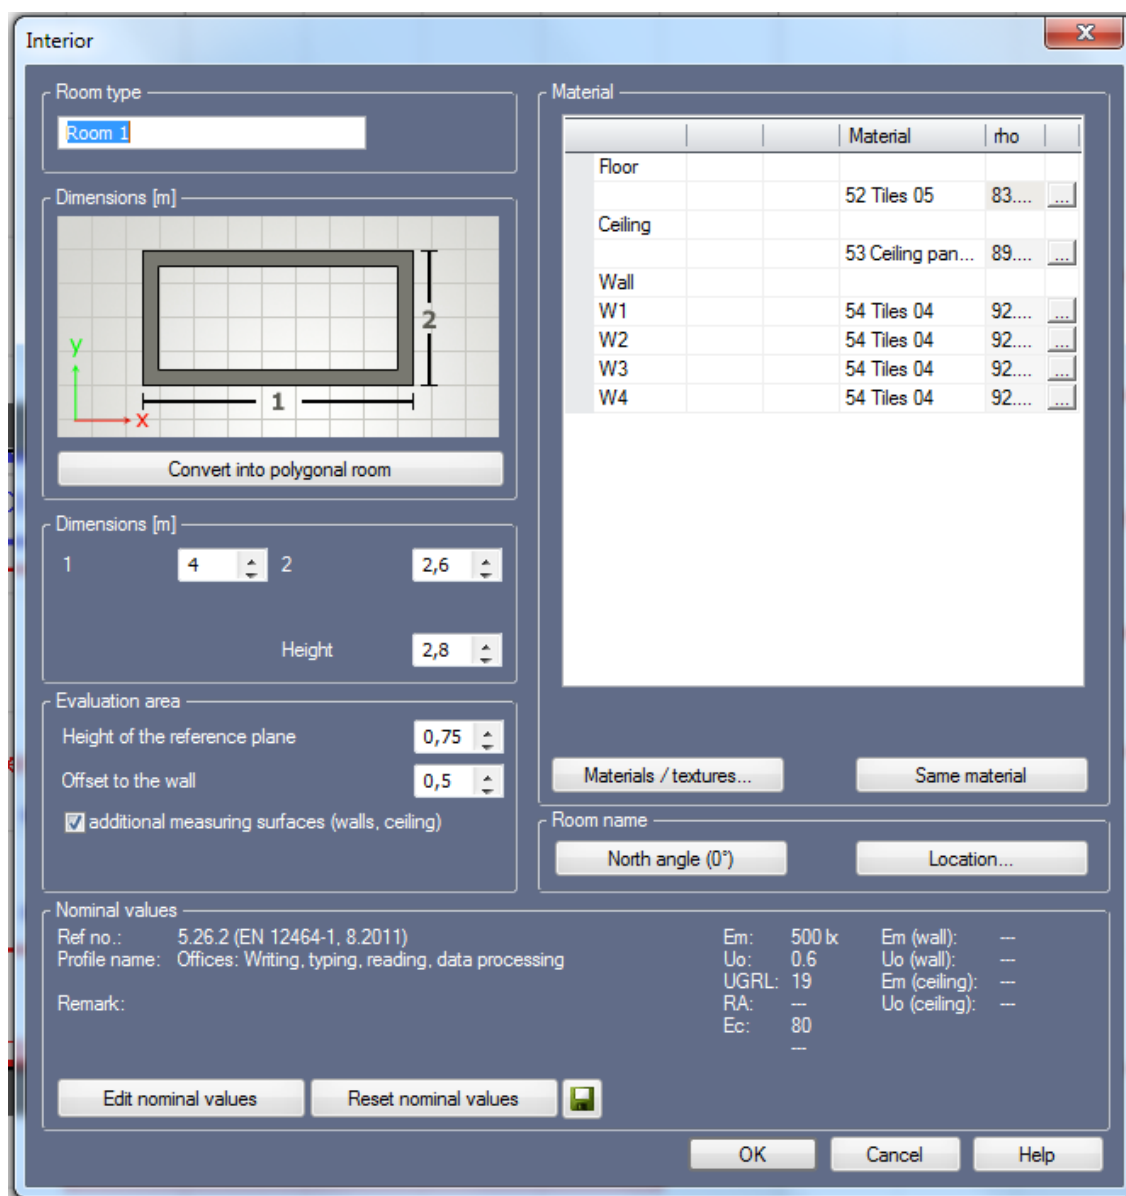 Interior
Room type
Room 1
Dimensions [m]
y
x
1
2
Convert into polygonal room
Dimensions [m]
1 4 2 2,6
Height 2,8
Evaluation area
Height of the reference plane 0,75
Offset to the wall 0,5
additional measuring surfaces (walls, ceiling)
Material
Material rho
Floor
52 Tiles 05 83.... ...
Ceiling
53 Ceiling pan... 89.... ...
Wall
W1 54 Tiles 04 92.... ...
W2 54 Tiles 04 92.... ...
W3 54 Tiles 04 92.... ...
W4 54 Tiles 04 92.... ...
Materials / textures... Same material
Room name
North angle (0°) Location...
Nominal values
Ref no.: 5.26.2 (EN 12464-1, 8.2011)
Profile name: Offices: Writing, typing, reading, data processing
Remark:
Em: 500 lx Em (wall): ---
Uo: 0.6 Uo (wall): ---
UGRL: 19 Em (ceiling): ---
RA: --- Uo (ceiling): ---
Ec: 80
---
Edit nominal values Reset nominal values
OK Cancel Help